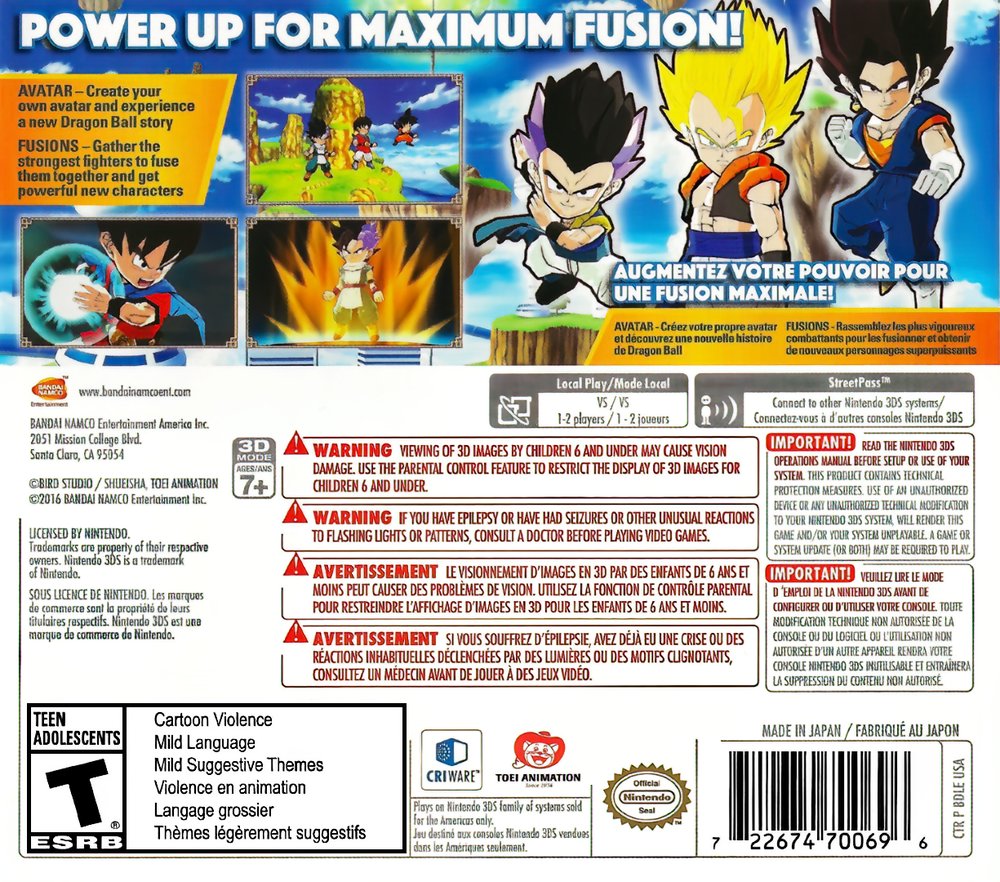 POWER UP FOR MAXIMUM FUSION!
AVATAR – Create your
own avatar and experience
a new Dragon Ball story
FUSIONS – Gather the
strongest fighters to fuse
them together and get
powerful new characters
AUGMENTEZ VOTRE POUVOIR POUR
UNE FUSION MAXIMALE!
AVATAR - Créez votre propre avatar
et découvrez une nouvelle histoire
de Dragon Ball
FUSIONS - Rassemblez les plus vigoureux
combattants pour les fusionner et obtenir
de nouveaux personnages superpuissants
BANDAI
NAMCO
Entertainment
TM
www.bandainamcoent.com
BANDAI NAMCO Entertainment America Inc.
2051 Mission College Blvd.
Santa Clara, CA 95054
©BIRD STUDIO / SHUEISHA, TOEI ANIMATION
©2016 BANDAI NAMCO Entertainment Inc.
LICENSED BY NINTENDO.
Trademarks are property of their respective
owners. Nintendo 3DS is a trademark
of Nintendo.
SOUS LICENCE DE NINTENDO. Les marques
de commerce sont la propriété de leurs
titulaires respectifs. Nintendo 3DS est une
marque de commerce de Nintendo.
Local Play/Mode Local
VS / VS
1-2 players / 1 - 2 joueurs
StreetPass™
Connect to other Nintendo 3DS systems/
Connectez-vous à d'autres consoles Nintendo 3DS
3D
MODE
AGES/ANS
7+
WARNING VIEWING OF 3D IMAGES BY CHILDREN 6 AND UNDER MAY CAUSE VISION
DAMAGE. USE THE PARENTAL CONTROL FEATURE TO RESTRICT THE DISPLAY OF 3D IMAGES FOR
CHILDREN 6 AND UNDER.
WARNING IF YOU HAVE EPILEPSY OR HAVE HAD SEIZURES OR OTHER UNUSUAL REACTIONS
TO FLASHING LIGHTS OR PATTERNS, CONSULT A DOCTOR BEFORE PLAYING VIDEO GAMES.
AVERTISSEMENT LE VISIONNEMENT D'IMAGES EN 3D PAR DES ENFANTS DE 6 ANS ET
MOINS PEUT CAUSER DES PROBLÈMES DE VISION. UTILISEZ LA FONCTION DE CONTRÔLE PARENTAL
POUR RESTREINDRE L'AFFICHAGE D'IMAGES EN 3D POUR LES ENFANTS DE 6 ANS ET MOINS.
AVERTISSEMENT SI VOUS SOUFFREZ D'ÉPILEPSIE, AVEZ DÉJÀ EU UNE CRISE OU DES
RÉACTIONS INHABITUELLES DÉCLENCHÉES PAR DES LUMIÈRES OU DES MOTIFS CLIGNOTANTS,
CONSULTEZ UN MÉDECIN AVANT DE JOUER À DES JEUX VIDÉO.
IMPORTANT! READ THE NINTENDO 3DS
OPERATIONS MANUAL BEFORE SETUP OR USE OF YOUR
SYSTEM. THIS PRODUCT CONTAINS TECHNICAL
PROTECTION MEASURES. USE OF AN UNAUTHORIZED
DEVICE OR ANY UNAUTHORIZED TECHNICAL MODIFICATION
TO YOUR NINTENDO 3DS SYSTEM, WILL RENDER THIS
GAME AND/OR YOUR SYSTEM UNPLAYABLE. A GAME OR
SYSTEM UPDATE (OR BOTH) MAY BE REQUIRED TO PLAY.
IMPORTANT! VEUILLEZ LIRE LE MODE
D'EMPLOI DE LA NINTENDO 3DS AVANT DE
CONFIGURER OU D'UTILISER VOTRE CONSOLE. TOUTE
MODIFICATION TECHNIQUE NON AUTORISÉE DE LA
CONSOLE OU DU LOGICIEL OU L'UTILISATION NON
AUTORISÉE D'UN AUTRE APPAREIL RENDRA VOTRE
CONSOLE NINTENDO 3DS INUTILISABLE ET ENTRAÎNERA
LA SUPPRESSION DU CONTENU NON AUTORISÉ.
TEEN
ADOLESCENTS
T
®
ESRB
Cartoon Violence
Mild Language
Mild Suggestive Themes
Violence en animation
Langage grossier
Thèmes légèrement suggestifs
CRIWARE™
TOEI ANIMATION
Since 1956
Plays on Nintendo 3DS family of systems sold
for the Americas only.
Jeu destiné aux consoles Nintendo 3DS vendues
dans les Amériques seulement.
Official
Nintendo
Seal
TM
MADE IN JAPAN / FABRIQUÉ AU JAPON
7 22674 70069 6
CTR P BDLE USA